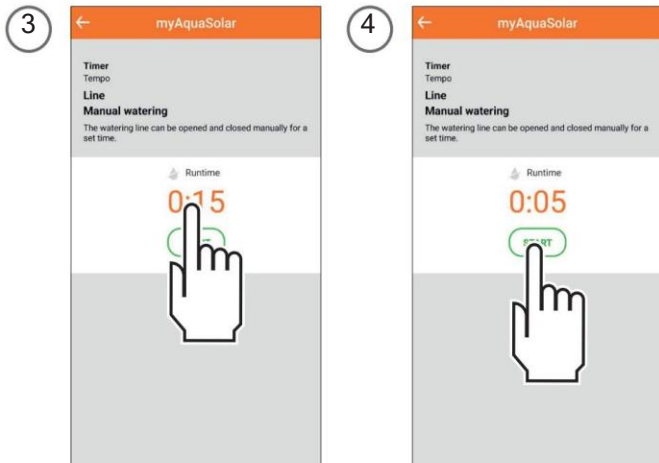 3
myAquaSolar
Timer
Tempo
Line
Manual watering
The watering line can be opened and closed manually for a
set time.
Runtime
0:15
4
myAquaSolar
Timer
Tempo
Line
Manual watering
The watering line can be opened and closed manually for a
set time.
Runtime
0:05
START